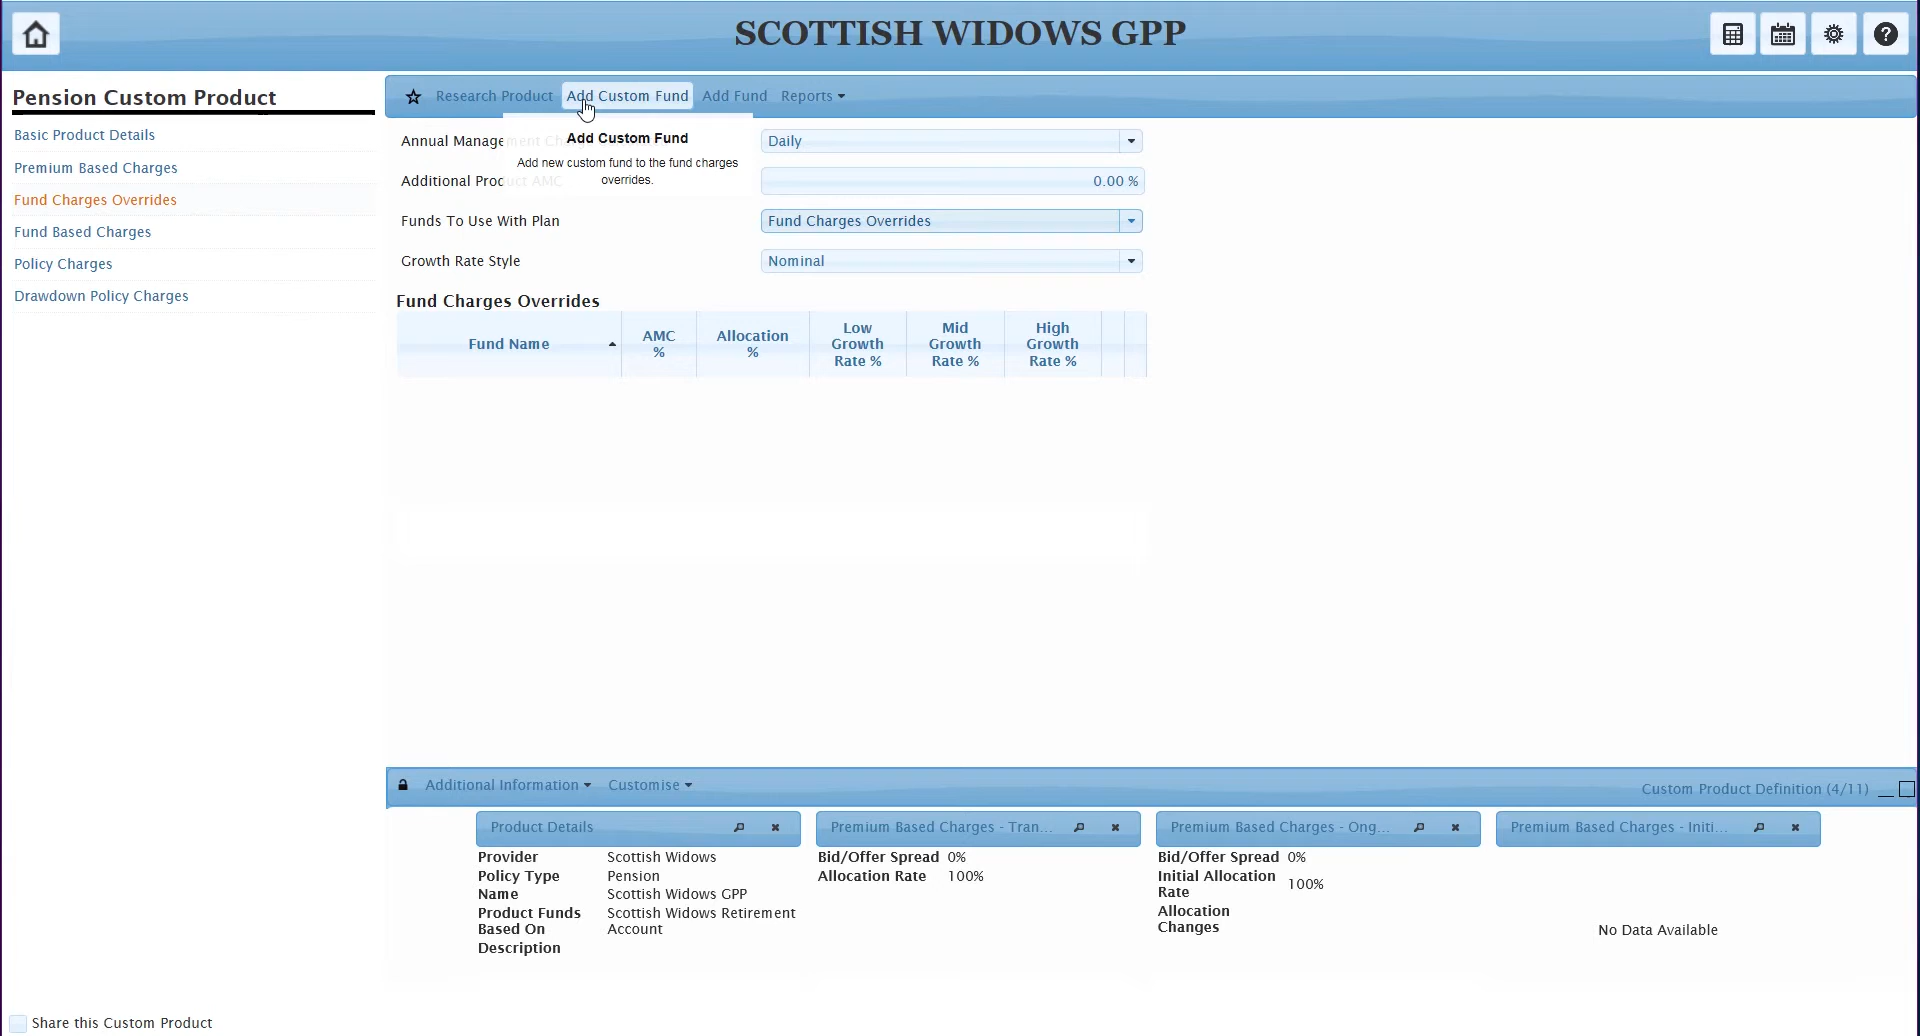 SCOTTISH WIDOWS GPP
Pension Custom Product
Basic Product Details
Premium Based Charges
Fund Charges Overrides
Fund Based Charges
Policy Charges
Drawdown Policy Charges
Research Product Add Custom Fund Add Fund Reports
Add Custom Fund
Add new custom fund to the fund charges
overrides.
Annual Management Charge Daily
Additional Product AMC 0.00 %
Funds To Use With Plan Fund Charges Overrides
Growth Rate Style Nominal
Fund Charges Overrides
Fund Name
AMC
%
Allocation
%
Low
Growth
Rate %
Mid
Growth
Rate %
High
Growth
Rate %
Additional Information Customise Custom Product Definition (4/11)
Product Details
Provider Scottish Widows
Policy Type Pension
Name Scottish Widows GPP
Product Funds Scottish Widows Retirement
Based On Account
Description
Premium Based Charges - Tran...
Bid/Offer Spread 0%
Allocation Rate 100%
Premium Based Charges - Ong...
Bid/Offer Spread 0%
Initial Allocation
Rate 100%
Allocation
Changes
Premium Based Charges - Initi...
No Data Available
Share this Custom Product